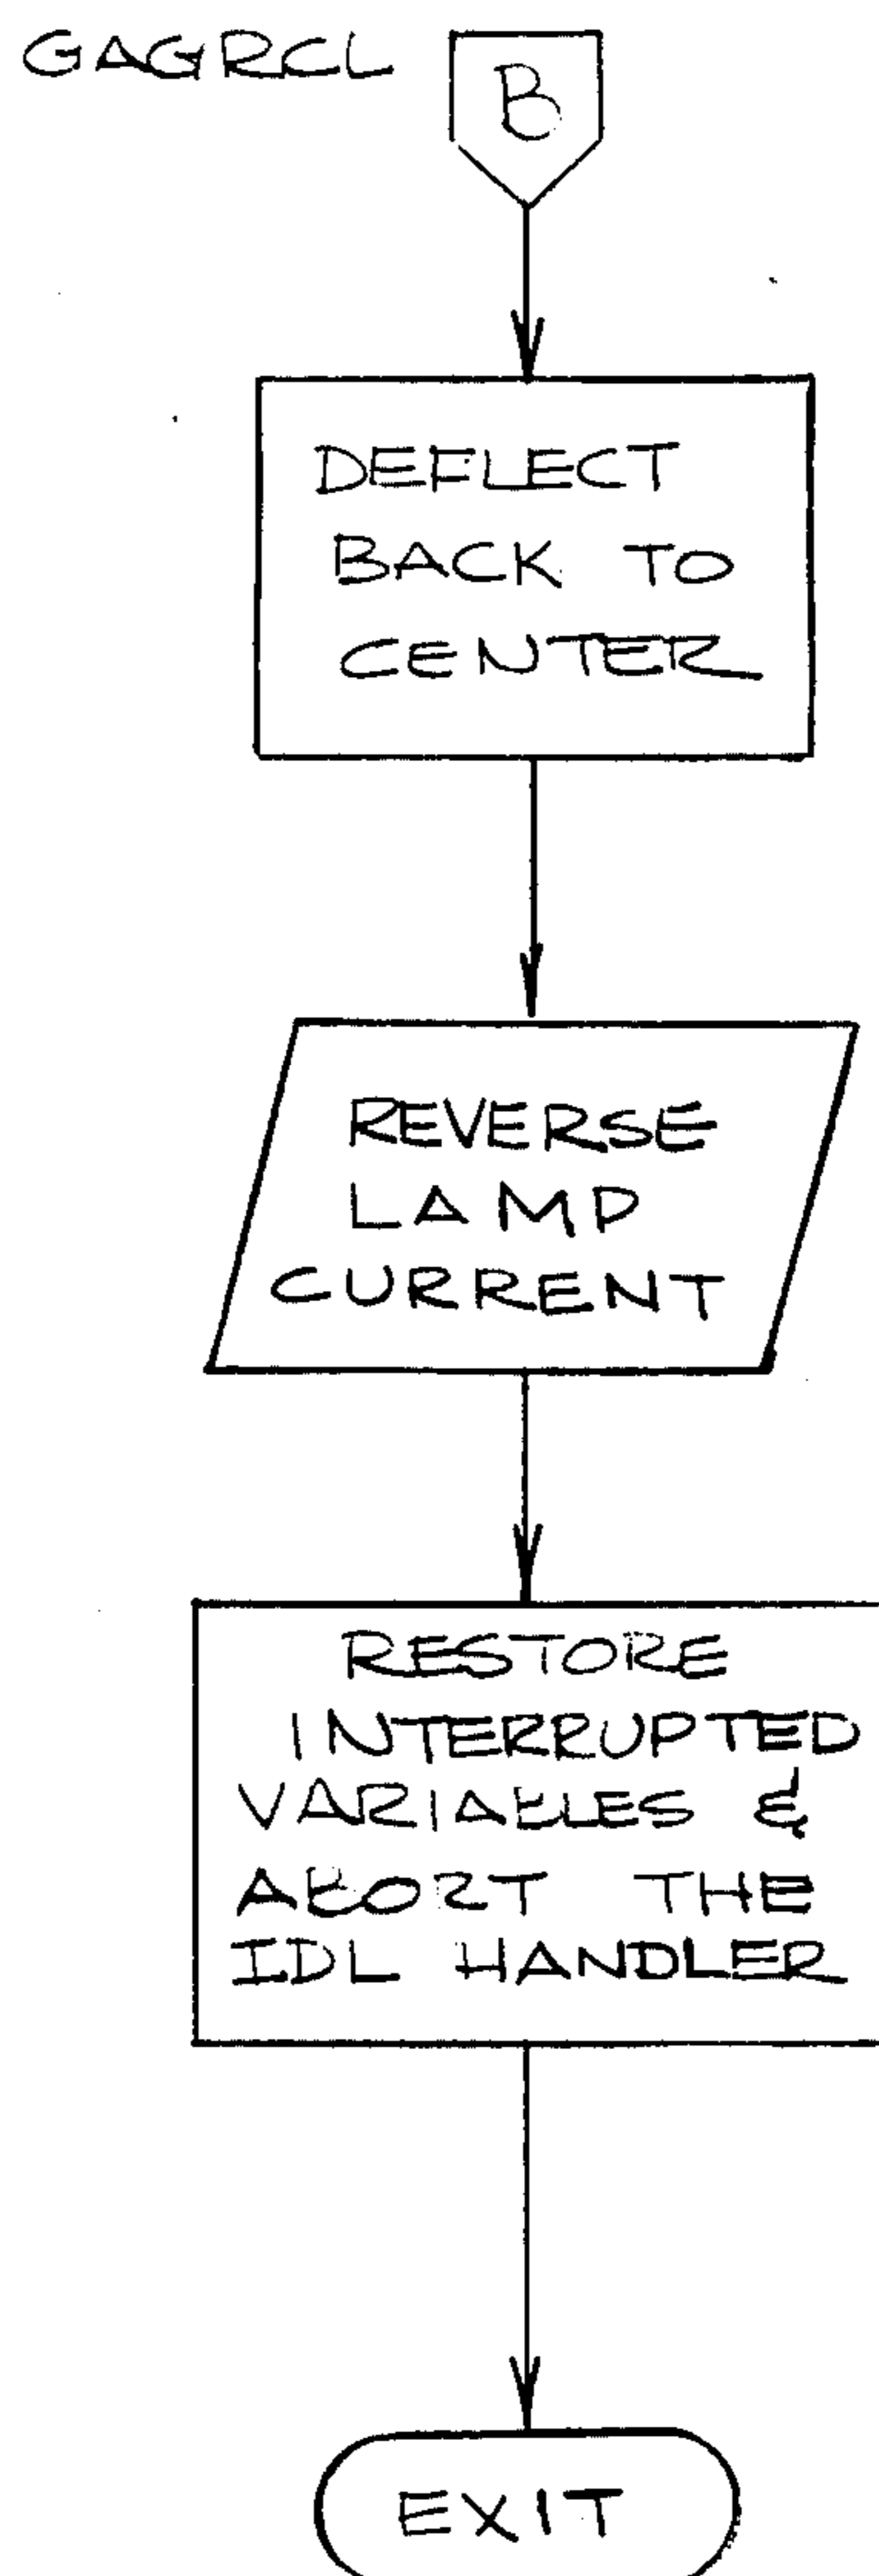 GAGRCL
B
DEFLECT
BACK TO
CENTER
REVERSE
LAMP
CURRENT
RESTORE
INTERRUPTED
VARIABLES &
ABORT THE
IDL HANDLER
EXIT